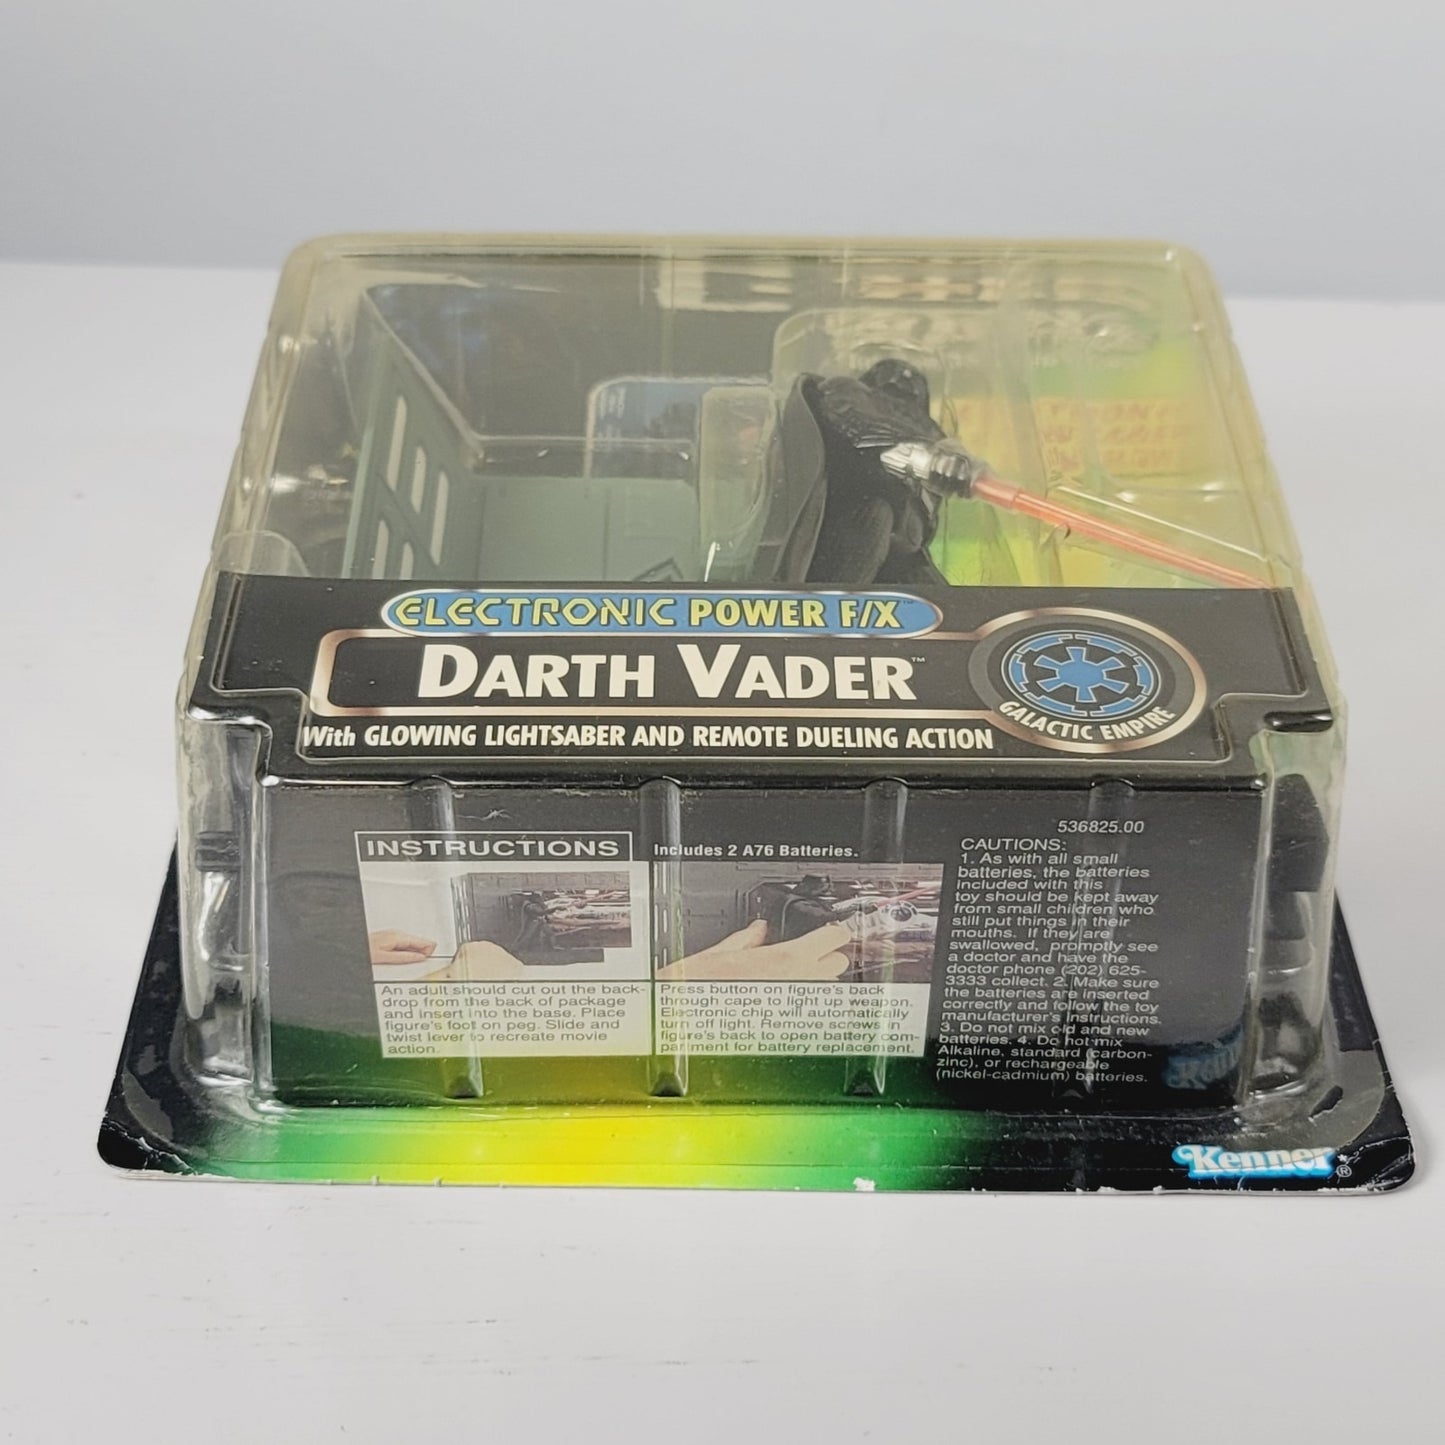 ELECTRONIC POWER F/X™
DARTH VADER™
With GLOWING LIGHTSABER AND REMOTE DUELING ACTION
GALACTIC EMPIRE
INSTRUCTIONS
Includes 2 A76 Batteries.
An adult should cut out the back-
drop from the back of package
and insert into the base. Place
figure's foot on peg. Slide and
twist lever to recreate movie
action.
Press button on figure's back
through cape to light up weapon.
Electronic chip will automatically
turn off light. Remove screws in
figure's back to open battery com-
partment for battery replacement.
536825.00
CAUTIONS:
1. As with all small
batteries, the batteries
included with this
toy should be kept away
from small children who
still put things in their
mouths. If they are
swallowed, promptly see
a doctor and have the
doctor phone (202) 625-
3333 collect. 2. Make sure
the batteries are inserted
correctly and follow the toy
manufacturer's instructions.
3. Do not mix old and new
batteries. 4. Do not mix
Alkaline, standard (carbon-
zinc), or rechargeable
(nickel-cadmium) batteries.
Kenner®